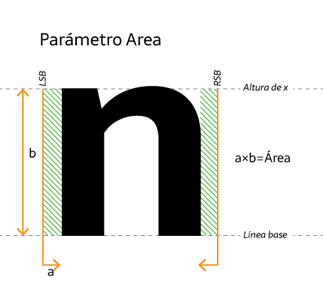 Parámetro Area
LSB
RSB
Altura de x
b
n
a×b=Área
Línea base
a